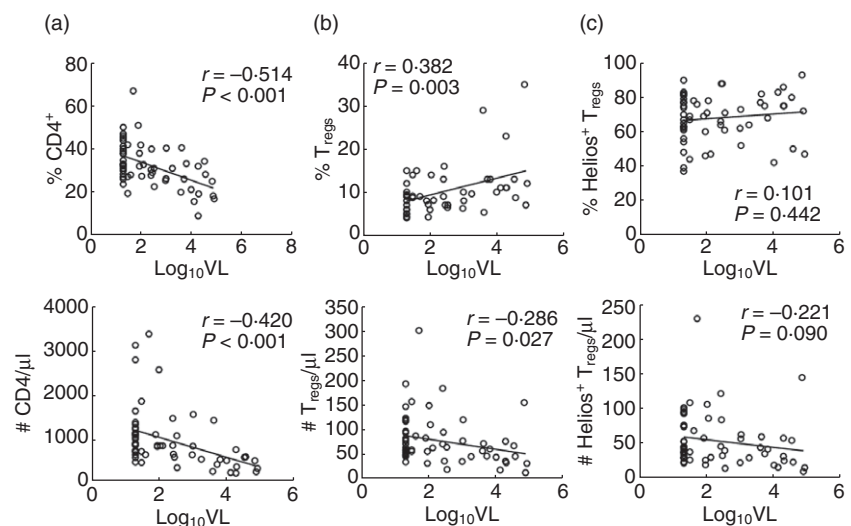 (a)
r = –0·514
P < 0·001
80
60
40
20
0
% CD4+
0 2 4 6 8
Log10VL
(b)
r = 0·382
P = 0·003
40
30
20
10
0
% Tregs
0 2 4 6
Log10VL
(c)
100
80
60
40
20
0
% Helios+ Tregs
r = 0·101
P = 0·442
0 2 4 6
Log10VL
4000
3000
2000
1000
0
# CD4/µl
r = –0·420
P < 0·001
0 2 4 6
Log10VL
350
300
250
200
150
100
50
0
# Tregs/µl
r = –0·286
P = 0·027
0 2 4 6
Log10VL
250
200
150
100
50
0
# Helios+ Tregs/µl
r = –0·221
P = 0·090
0 2 4 6
Log10VL